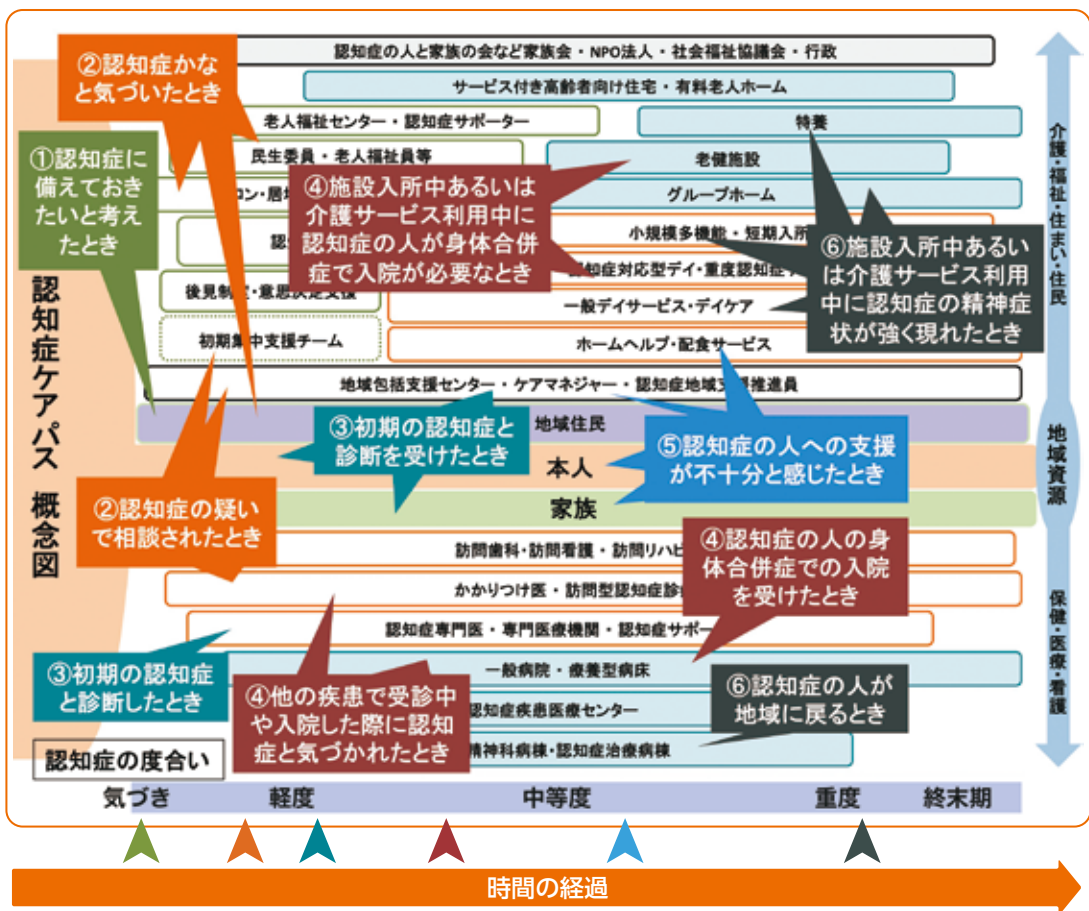 認知症の人と家族の会など家族会・NPO法人・社会福祉協議会・行政
②認知症かな
と気づいたとき
サービス付き高齢者向け住宅・有料老人ホーム
老人福祉センター・認知症サポーター
特養
①認知症に
備えておき
たいと考え
たとき
民生委員・老人福祉員等
老健施設
④施設入所中あるいは
介護サービス利用中に
認知症の人が身体合併
症で入院が必要なとき
ロン・居場
グループホーム
小規模多機能・短期入所
⑥施設入所中あるい
は介護サービス利用
中に認知症の精神症
状が強く現れたとき
認知症対応型デイ・重度認知症
後見制度・意思決定支援
一般デイサービス・デイケア
初期集中支援チーム
ホームヘルプ・配食サービス
地域包括支援センター・ケアマネジャー・認知症地域支援推進員
地域住民
③初期の認知症と
診断を受けたとき
⑤認知症の人への支援
が不十分と感じたとき
本人
家族
②認知症の疑い
で相談されたとき
訪問歯科・訪問看護・訪問リハビ
④認知症の人の身
体合併症での入院
を受けたとき
かかりつけ医・訪問型認知症診
認知症専門医・専門医療機関・認知症サポー
③初期の認知症
と診断したとき
一般病院・療養型病床
④他の疾患で受診中
や入院した際に認知
症と気づかれたとき
認知症疾患医療センター
⑥認知症の人が
地域に戻るとき
精神科病棟・認知症治療病棟
認知症ケアパス 概念図
介護・福祉・住まい・住民
地域資源
保健・医療・看護
認知症の度合い
気づき 軽度 中等度 重度 終末期
時間の経過